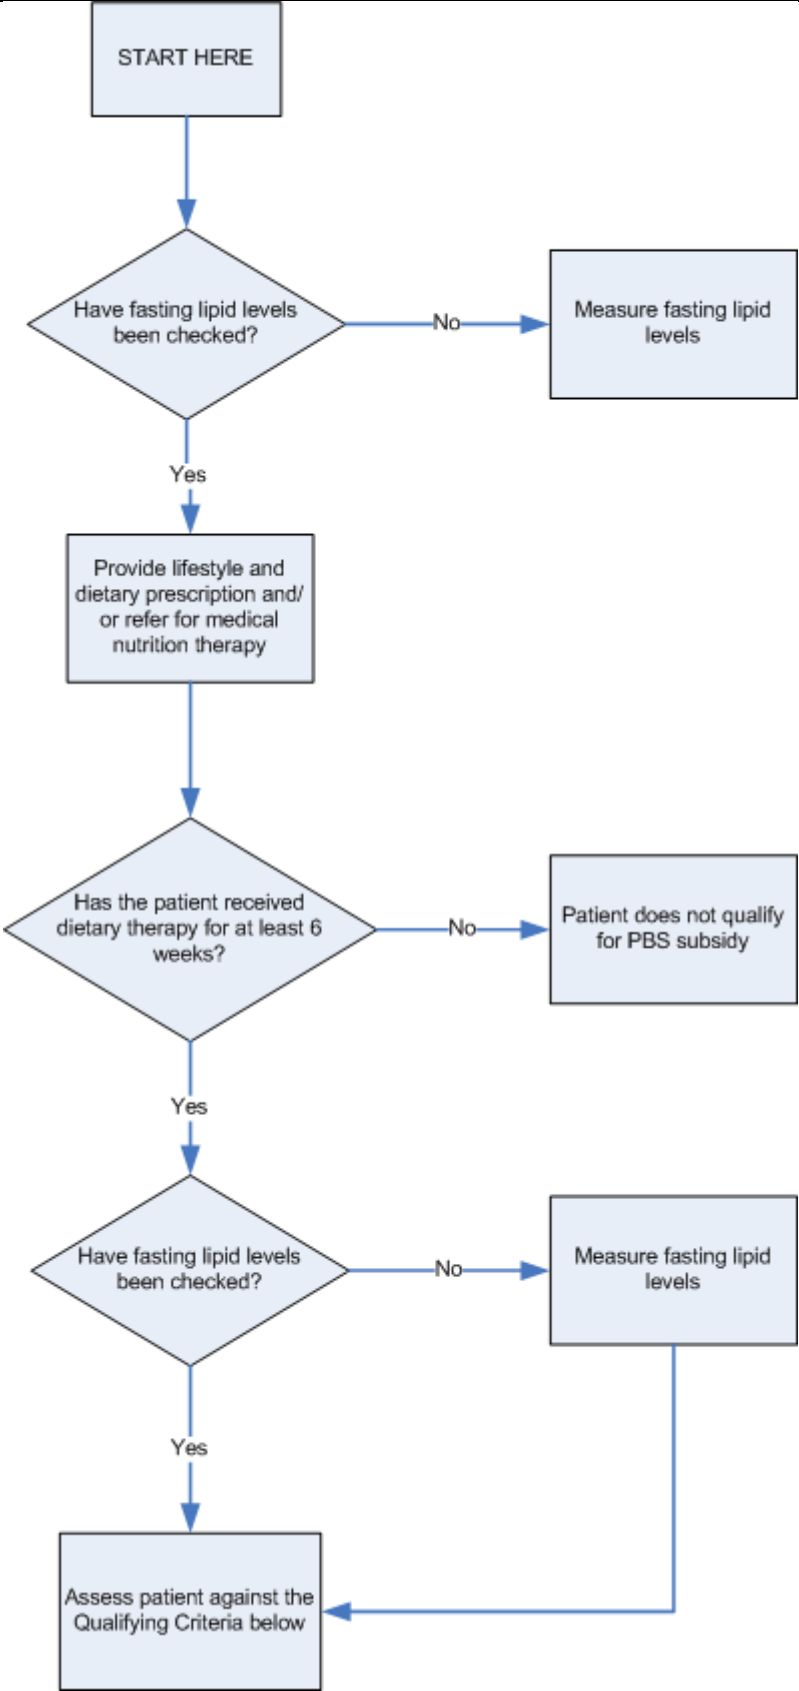 START HERE
Have fasting lipid levels
been checked?
No
Measure fasting lipid
levels
Yes
Provide lifestyle and
dietary prescription and/
or refer for medical
nutrition therapy
Has the patient received
dietary therapy for at least 6
weeks?
No
Patient does not qualify
for PBS subsidy
Yes
Have fasting lipid levels
been checked?
No
Measure fasting lipid
levels
Yes
Assess patient against the
Qualifying Criteria below